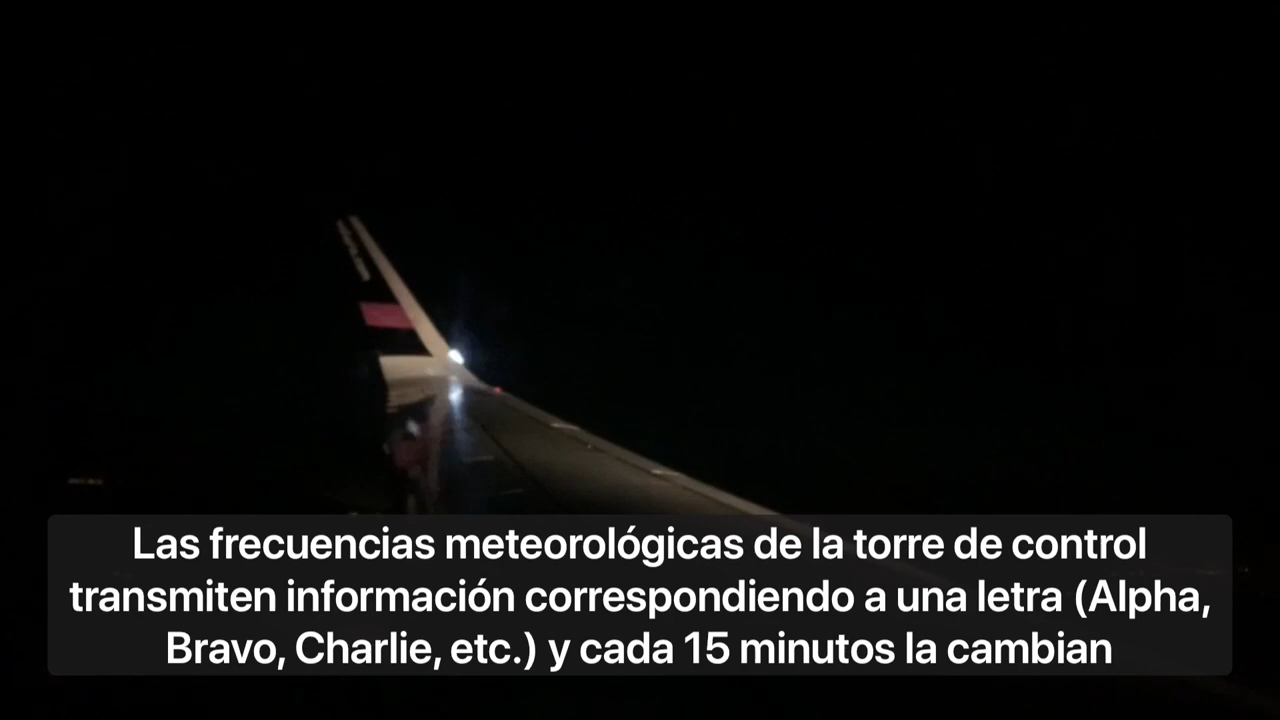 Las frecuencias meteorológicas de la torre de control
transmiten información correspondiendo a una letra (Alpha,
Bravo, Charlie, etc.) y cada 15 minutos la cambian